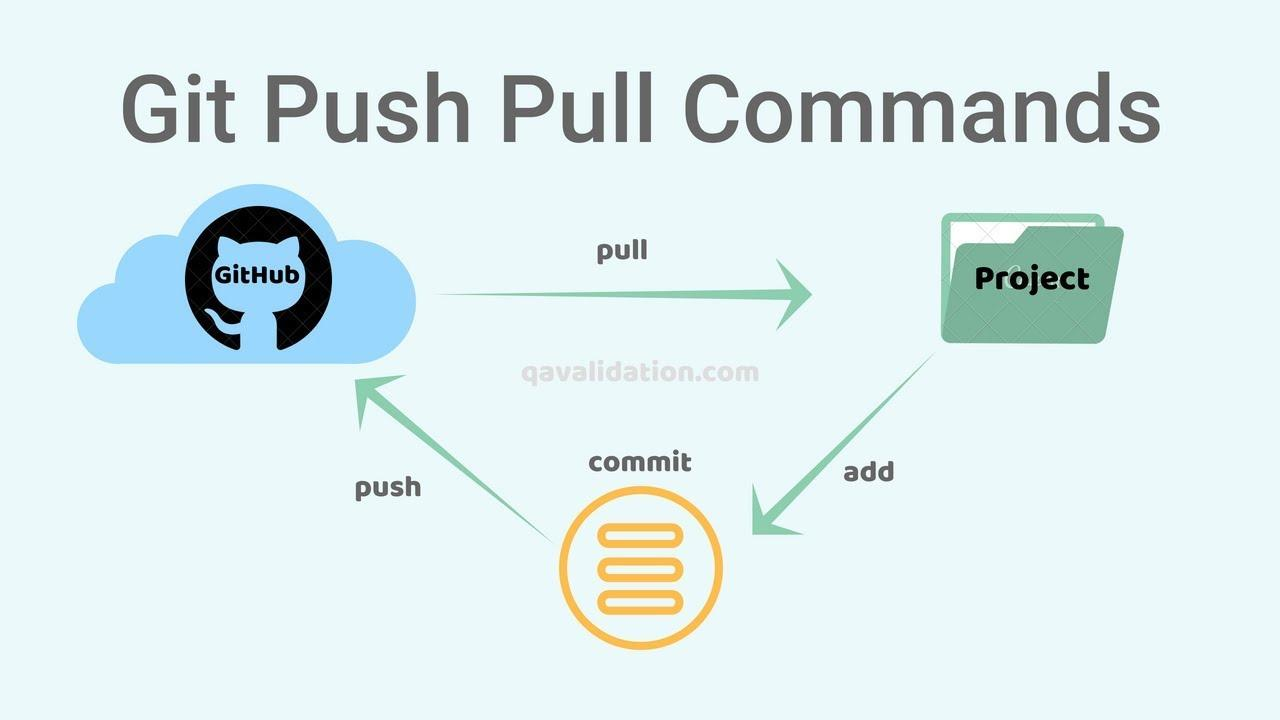 Git Push Pull Commands
GitHub
pull
Project
qavalidation.com
commit
add
push